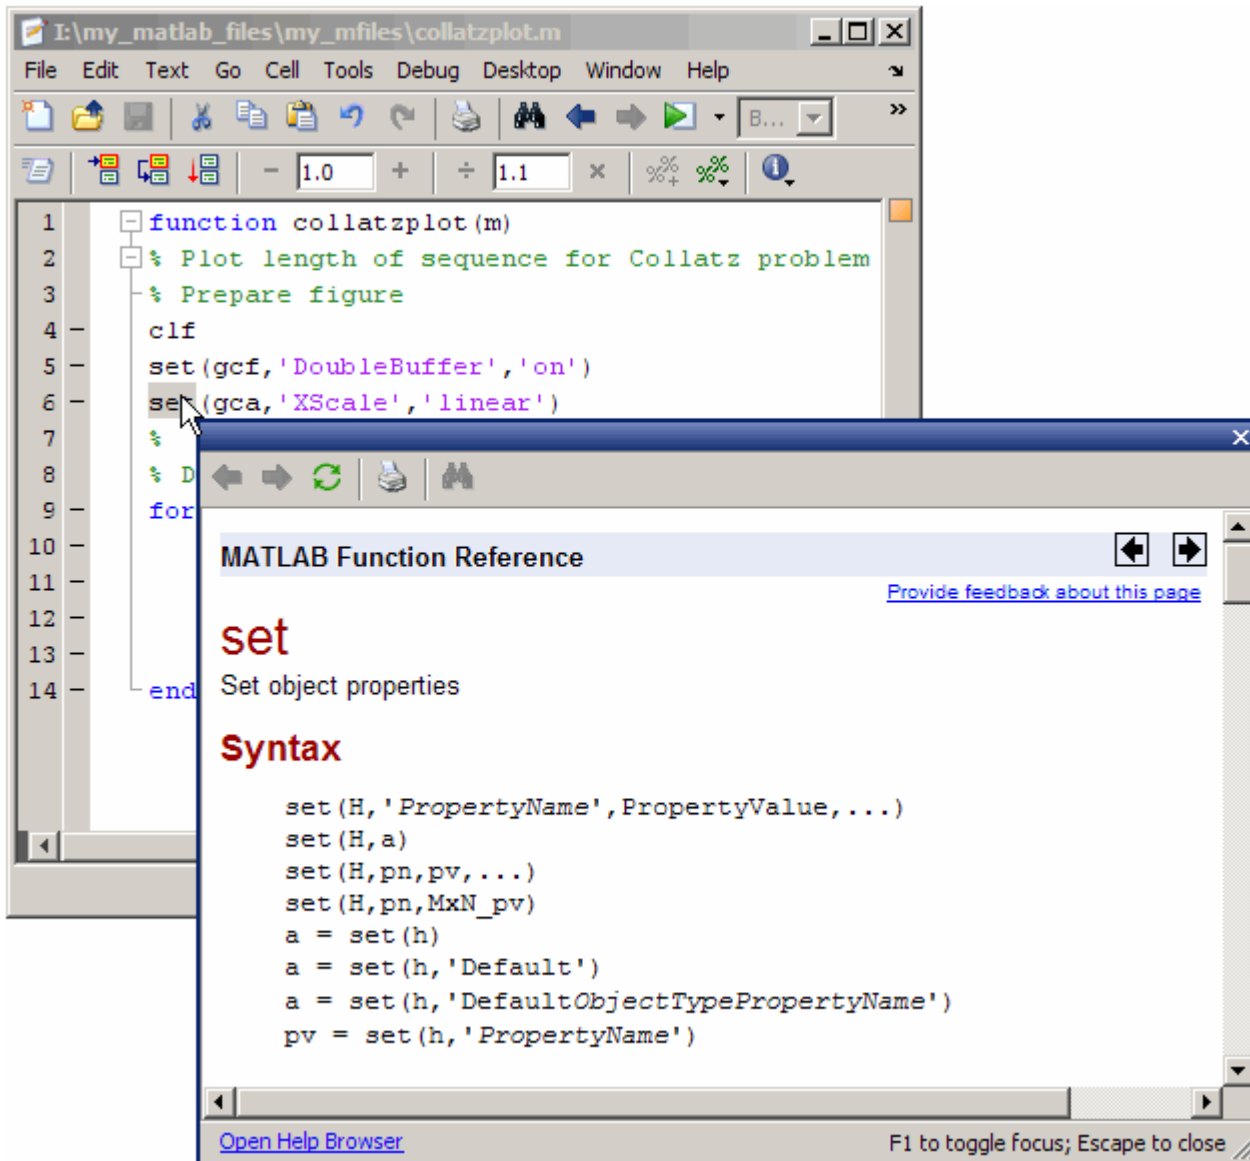 I:\my_matlab_files\my_mfiles\collatzplot.m
File Edit Text Go Cell Tools Debug Desktop Window Help
B...
1.0 1.1
1 function collatzplot(m)
2 % Plot length of sequence for Collatz problem
3 % Prepare figure
4 clf
5 set(gcf,'DoubleBuffer','on')
6 set(gca,'XScale','linear')
7 %
8 % D
9 for
10
11
12
13
14 end
MATLAB Function Reference
Provide feedback about this page
set
Set object properties
Syntax
set(H,'PropertyName',PropertyValue,...)
set(H,a)
set(H,pn,pv,...)
set(H,pn,MxN_pv)
a = set(h)
a = set(h,'Default')
a = set(h,'DefaultObjectTypePropertyName')
pv = set(h,'PropertyName')
Open Help Browser F1 to toggle focus; Escape to close